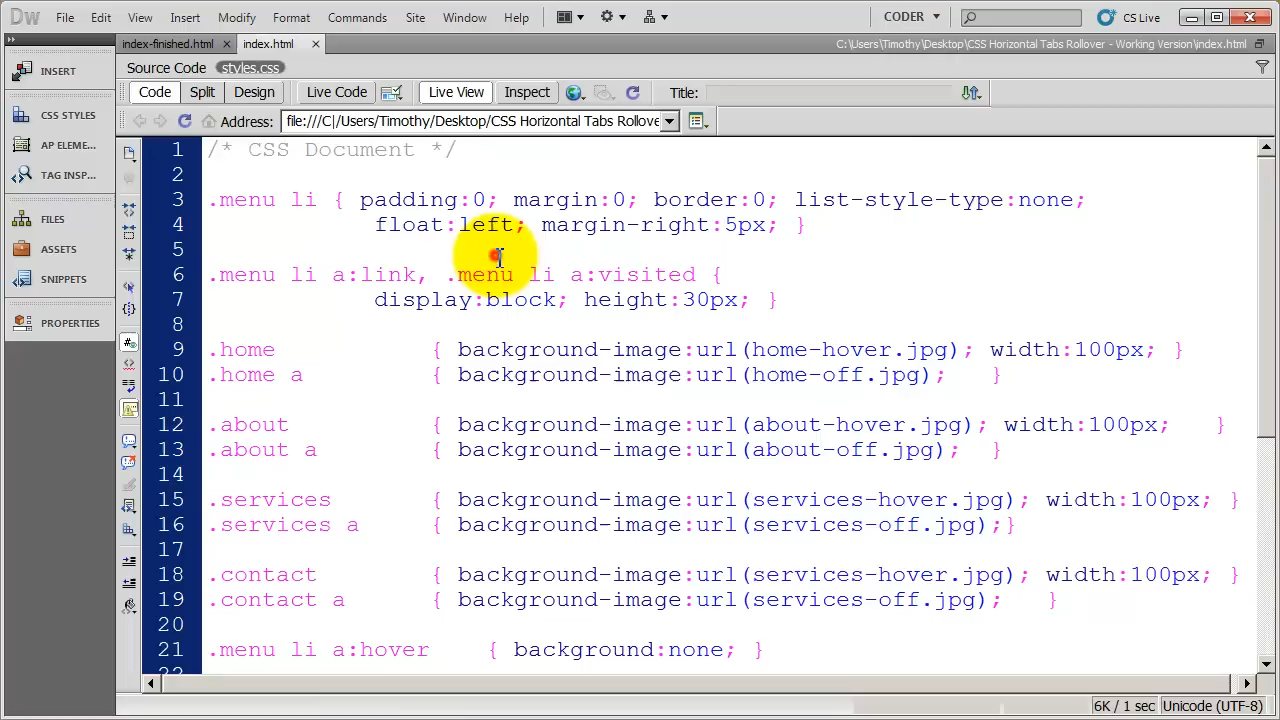 Dw File Edit View Insert Modify Format Commands Site Window Help CODER CS Live
index-finished.html index.html C:\Users\Timothy\Desktop\CSS Horizontal Tabs Rollover - Working Version\index.html
Source Code styles.css
Code Split Design Live Code Live View Inspect Title:
Address: file:///C|/Users/Timothy/Desktop/CSS Horizontal Tabs Rollove
INSERT
CSS STYLES
AP ELEME...
TAG INSP...
FILES
ASSETS
SNIPPETS
PROPERTIES
1 /* CSS Document */
2
3 .menu li { padding:0; margin:0; border:0; list-style-type:none;
4 float:left; margin-right:5px; }
5
6 .menu li a:link, .menu li a:visited {
7 display:block; height:30px; }
8
9 .home { background-image:url(home-hover.jpg); width:100px; }
10 .home a { background-image:url(home-off.jpg); }
11
12 .about { background-image:url(about-hover.jpg); width:100px; }
13 .about a { background-image:url(about-off.jpg); }
14
15 .services { background-image:url(services-hover.jpg); width:100px; }
16 .services a { background-image:url(services-off.jpg);}
17
18 .contact { background-image:url(services-hover.jpg); width:100px; }
19 .contact a { background-image:url(services-off.jpg); }
20
21 .menu li a:hover { background:none; }
22
6K / 1 sec Unicode (UTF-8)